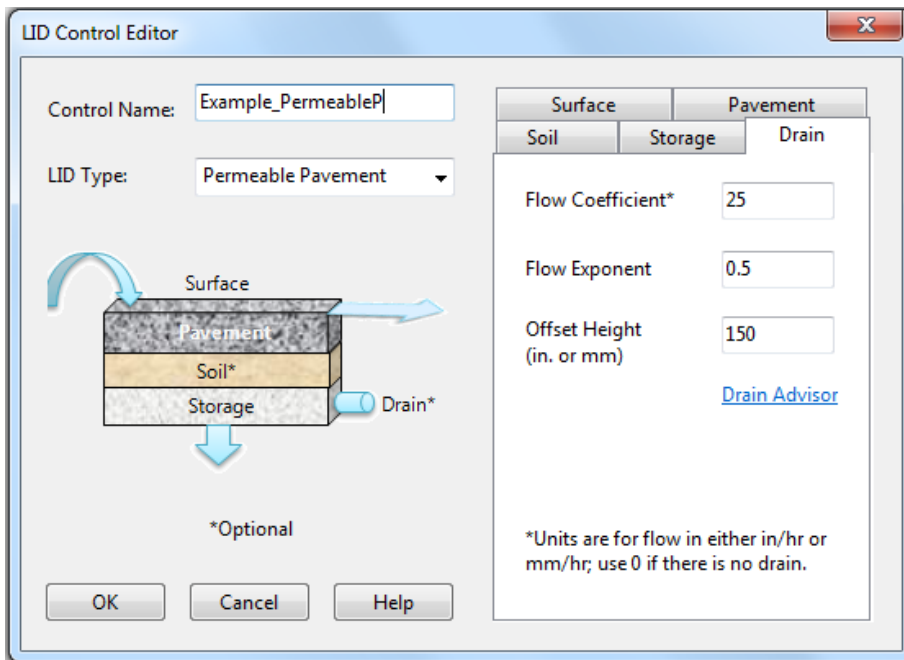 LID Control Editor
Control Name:
Example_PermeableP
LID Type:
Permeable Pavement
Surface
Pavement
Soil*
Storage
Drain*
*Optional
OK
Cancel
Help
Surface
Pavement
Soil
Storage
Drain
Flow Coefficient*
25
Flow Exponent
0.5
Offset Height
(in. or mm)
150
Drain Advisor
*Units are for flow in either in/hr or
mm/hr; use 0 if there is no drain.